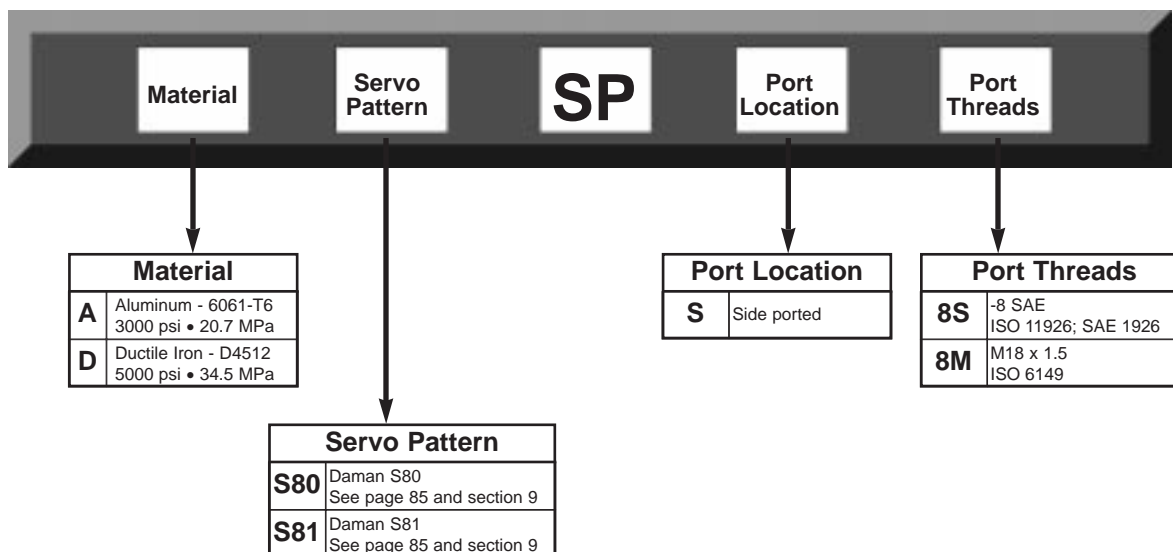 Material
Servo
Pattern
SP
Port
Location
Port
Threads
Material
A
Aluminum - 6061-T6
3000 psi • 20.7 MPa
D
Ductile Iron - D4512
5000 psi • 34.5 MPa
Servo Pattern
S80
Daman S80
See page 85 and section 9
S81
Daman S81
See page 85 and section 9
Port Location
S
Side ported
Port Threads
8S
-8 SAE
ISO 11926; SAE 1926
8M
M18 x 1.5
ISO 6149